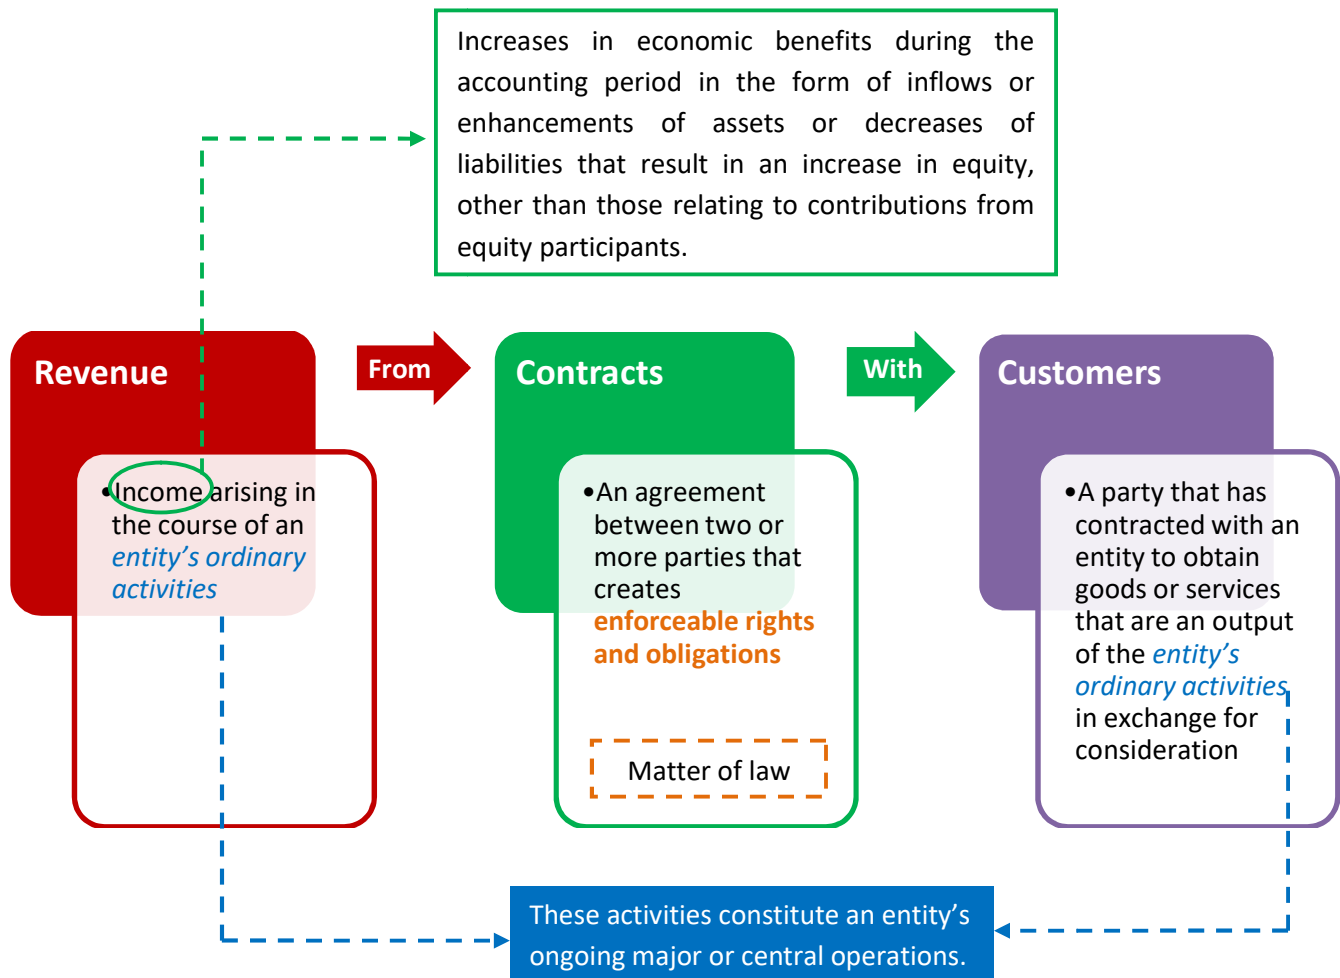 Increases in economic benefits during the
accounting period in the form of inflows or
enhancements of assets or decreases of
liabilities that result in an increase in equity,
other than those relating to contributions from
equity participants.
Revenue
From
Contracts
With
Customers
•Income arising in
the course of an
entity’s ordinary
activities
•An agreement
between two or
more parties that
creates
enforceable rights
and obligations
Matter of law
•A party that has
contracted with an
entity to obtain
goods or services
that are an output
of the entity’s
ordinary activities
in exchange for
consideration
These activities constitute an entity’s
ongoing major or central operations.